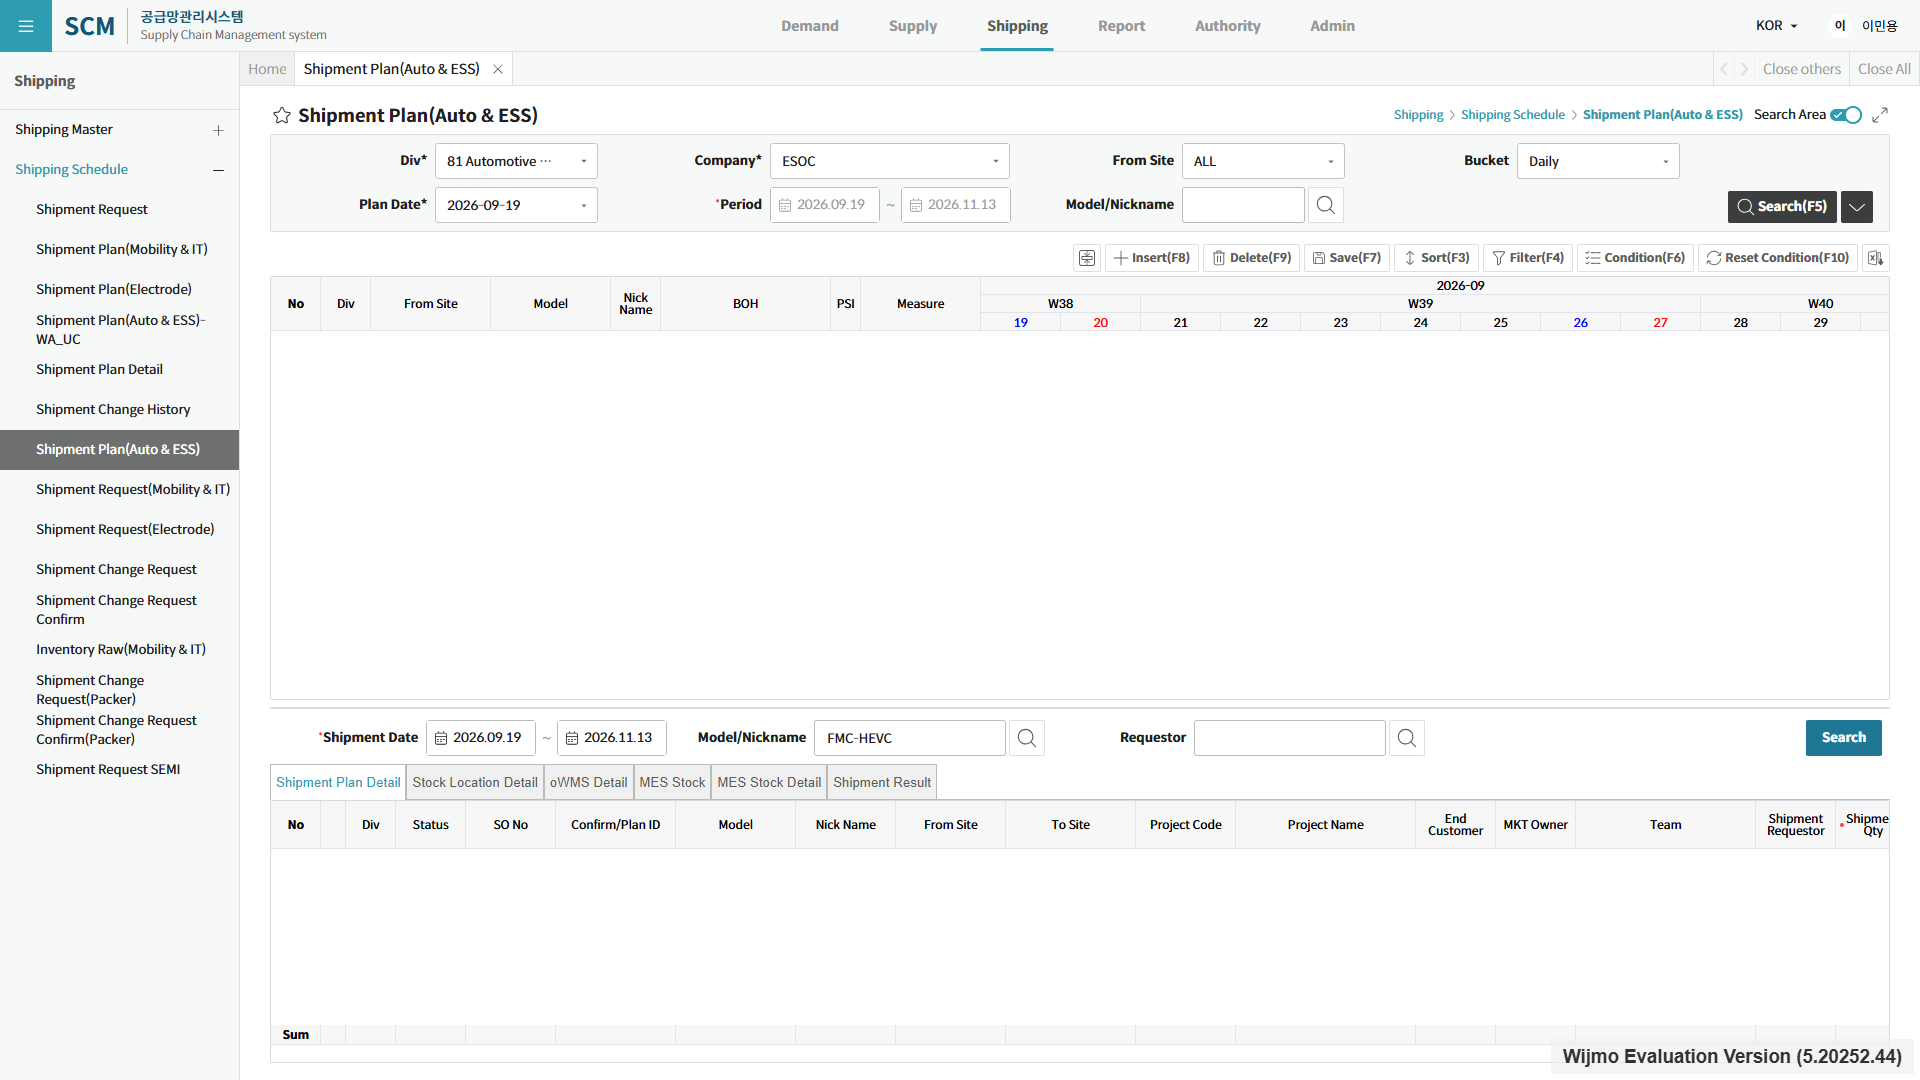 SCM 공급망관리시스템
Supply Chain Management system
Demand Supply Shipping Report Authority Admin
KOR 이 이민용
Shipping
Home Shipment Plan(Auto & ESS) Close others Close All
Shipping Master
Shipping Schedule
Shipment Request
Shipment Plan(Mobility & IT)
Shipment Plan(Electrode)
Shipment Plan(Auto & ESS)-
WA_UC
Shipment Plan Detail
Shipment Change History
Shipment Plan(Auto & ESS)
Shipment Request(Mobility & IT)
Shipment Request(Electrode)
Shipment Change Request
Shipment Change Request
Confirm
Inventory Raw(Mobility & IT)
Shipment Change
Request(Packer)
Shipment Change Request
Confirm(Packer)
Shipment Request SEMI
Shipment Plan(Auto & ESS)
Shipping > Shipping Schedule > Shipment Plan(Auto & ESS) Search Area
Div* 81 Automotive ··· Company* ESOC From Site ALL Bucket Daily
Plan Date* 2026-09-19 *Period 2026.09.19 ~ 2026.11.13 Model/Nickname Search(F5)
Insert(F8) Delete(F9) Save(F7) Sort(F3) Filter(F4) Condition(F6) Reset Condition(F10)
No Div From Site Model Nick Name BOH PSI Measure
2026-09
W38 W39 W40
19 20 21 22 23 24 25 26 27 28 29
*Shipment Date 2026.09.19 ~ 2026.11.13 Model/Nickname FMC-HEVC Requestor Search
Shipment Plan Detail Stock Location Detail oWMS Detail MES Stock MES Stock Detail Shipment Result
No Div Status SO No Confirm/Plan ID Model Nick Name From Site To Site Project Code Project Name End Customer MKT Owner Team Shipment Requestor Shipme Qty
Sum
Wijmo Evaluation Version (5.20252.44)